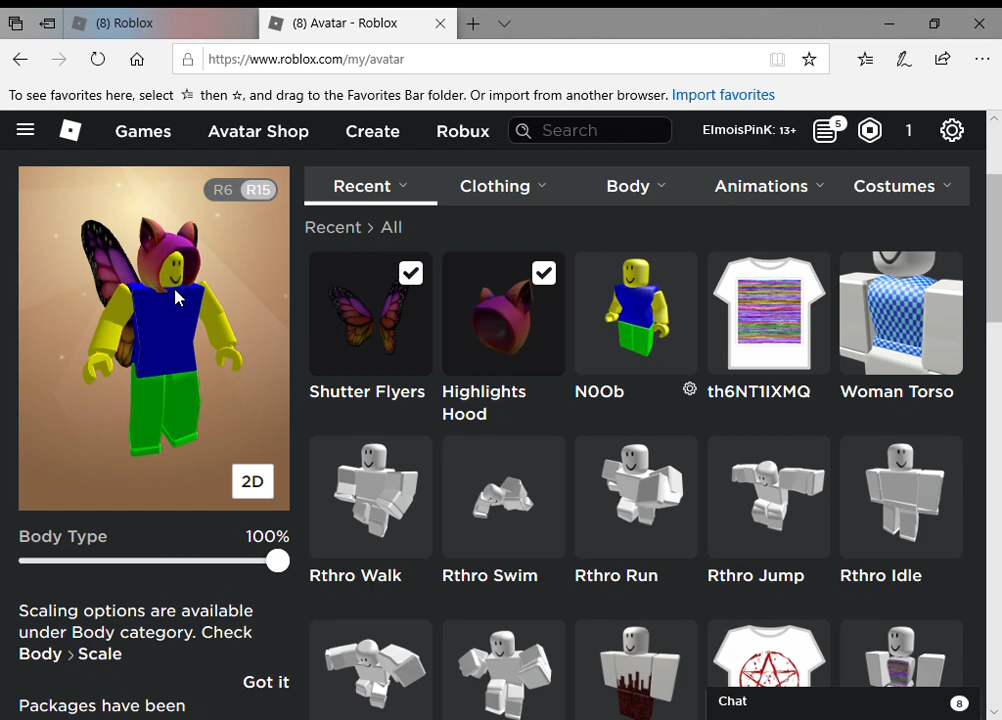 (8) Roblox
(8) Avatar - Roblox
https://www.roblox.com/my/avatar
To see favorites here, select then , and drag to the Favorites Bar folder. Or import from another browser. Import favorites
Games Avatar Shop Create Robux Search ElmoisPinK: 13+ 5 1
R6 R15
Recent Clothing Body Animations Costumes
Recent > All
Shutter Flyers
Highlights Hood
N0Ob
th6NT1IXMQ
Woman Torso
2D
Body Type 100%
Rthro Walk
Rthro Swim
Rthro Run
Rthro Jump
Rthro Idle
Scaling options are available
under Body category. Check
Body > Scale
Got it
Packages have been
Chat 8